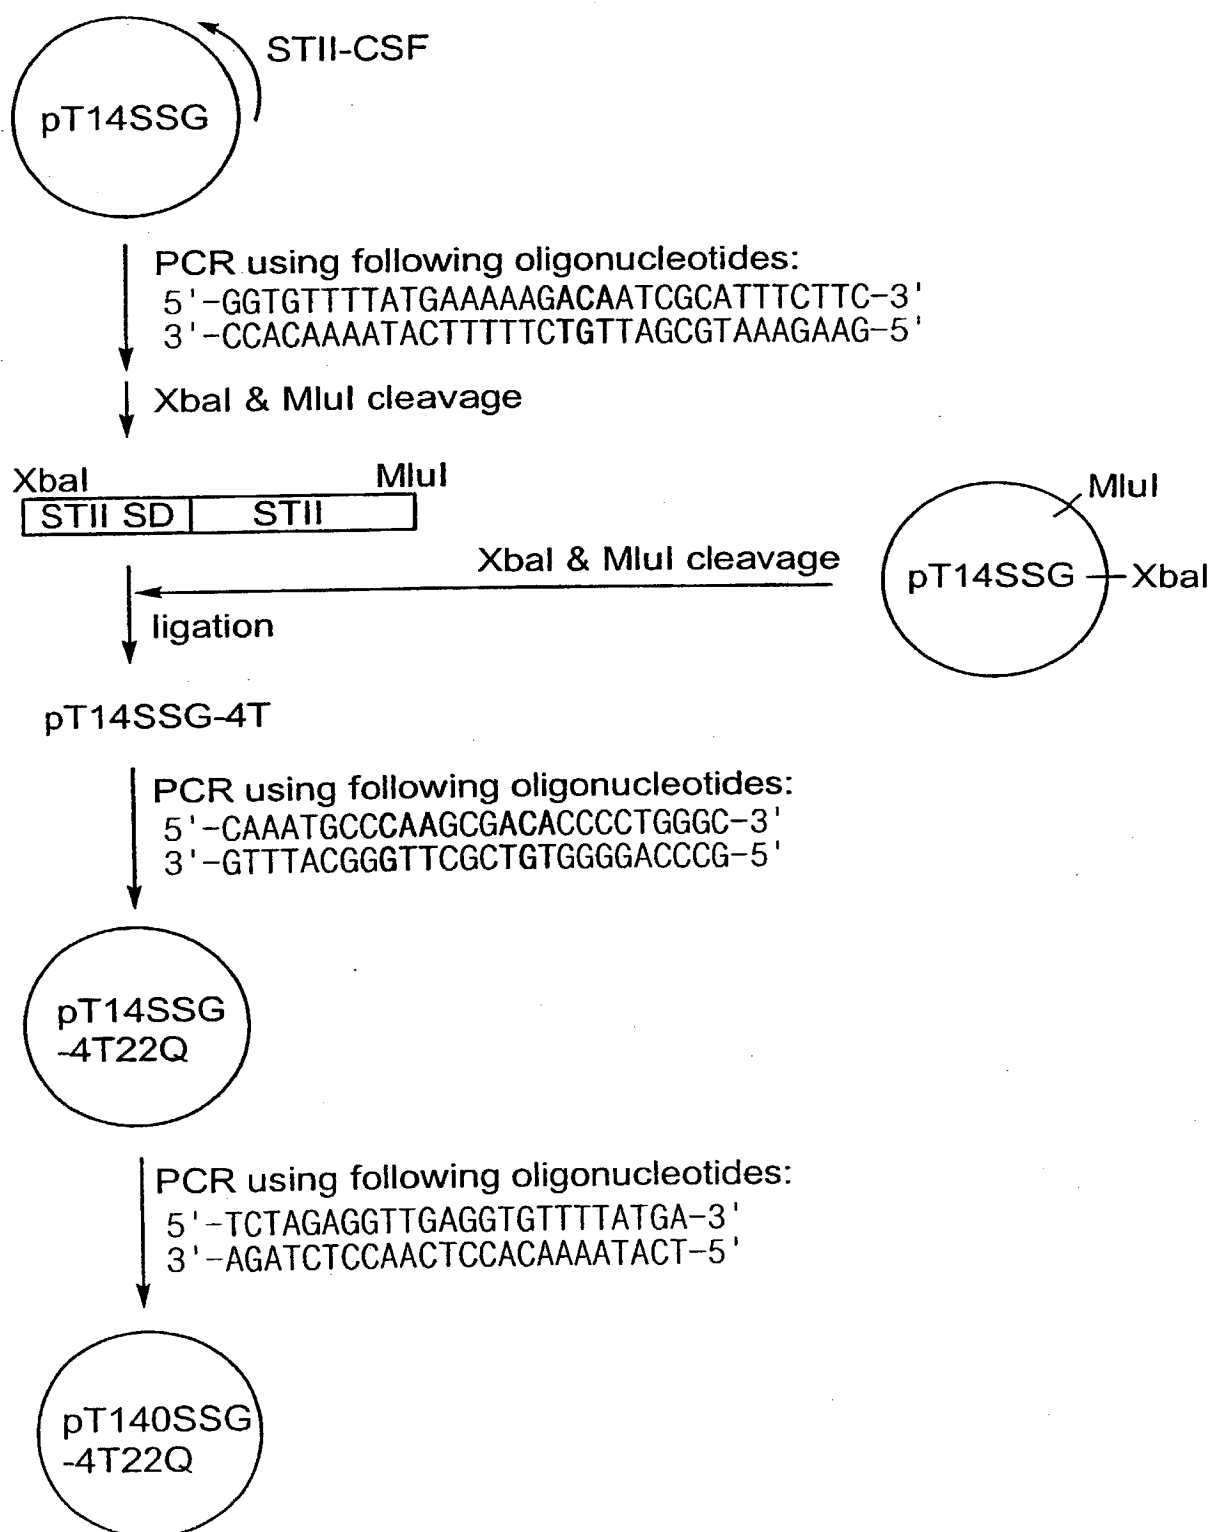 STII-CSF
pT14SSG
PCR using following oligonucleotides:
5'-GGTGTTTTATGAAAAAGACAATCGCATTTCTTC-3'
3'-CCACAAAATACTTTTTCTGTTAGCGTAAAGAAG-5'
XbaI & MluI cleavage
XbaI
MluI
STII SD
STII
MluI
XbaI & MluI cleavage
pT14SSG
XbaI
ligation
pT14SSG-4T
PCR using following oligonucleotides:
5'-CAAATGCCCAAGCGACACCCCTGGGC-3'
3'-GTTTACGGGTTCGCTGTGGGGACCCG-5'
pT14SSG
-4T22Q
PCR using following oligonucleotides:
5'-TCTAGAGGTTGAGGTGTTTTATGA-3'
3'-AGATCTCCAACTCCACAAAATACT-5'
pT140SSG
-4T22Q